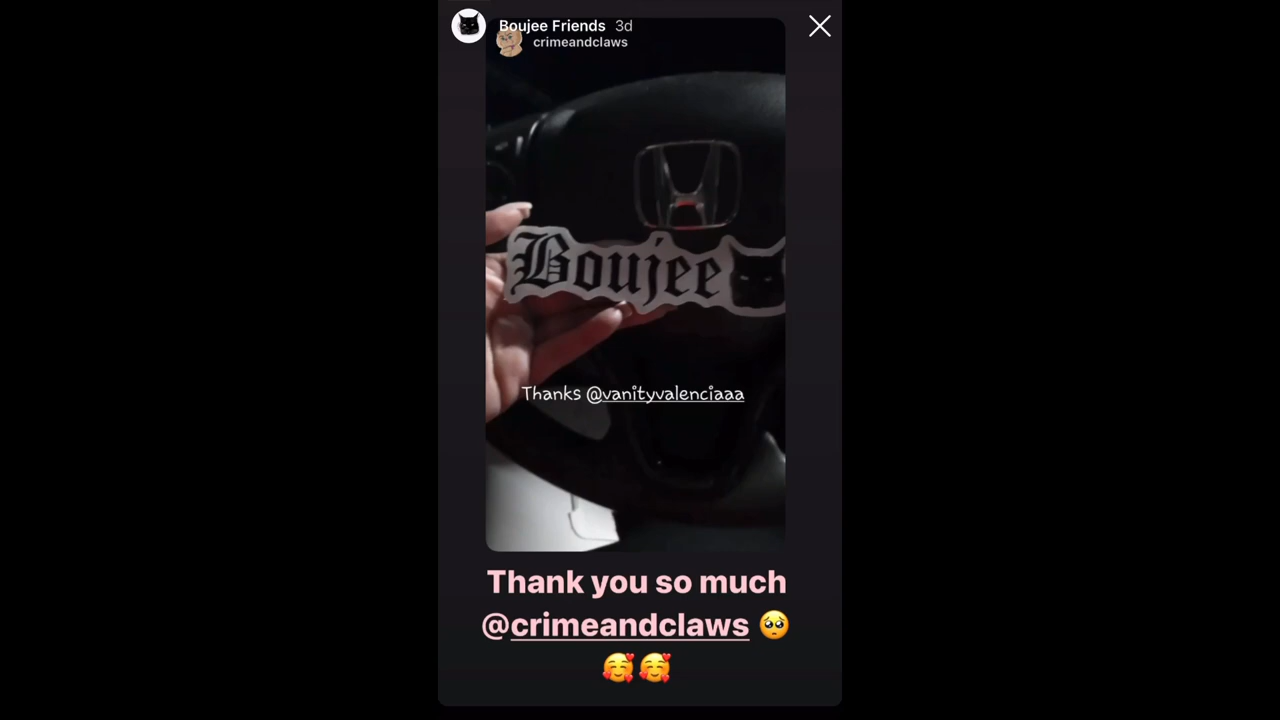 Boujee Friends 3d
crimeandclaws
Boujee
Thanks @vanityvalenciaaa
Thank you so much
@crimeandclaws 🥺
🥰🥰